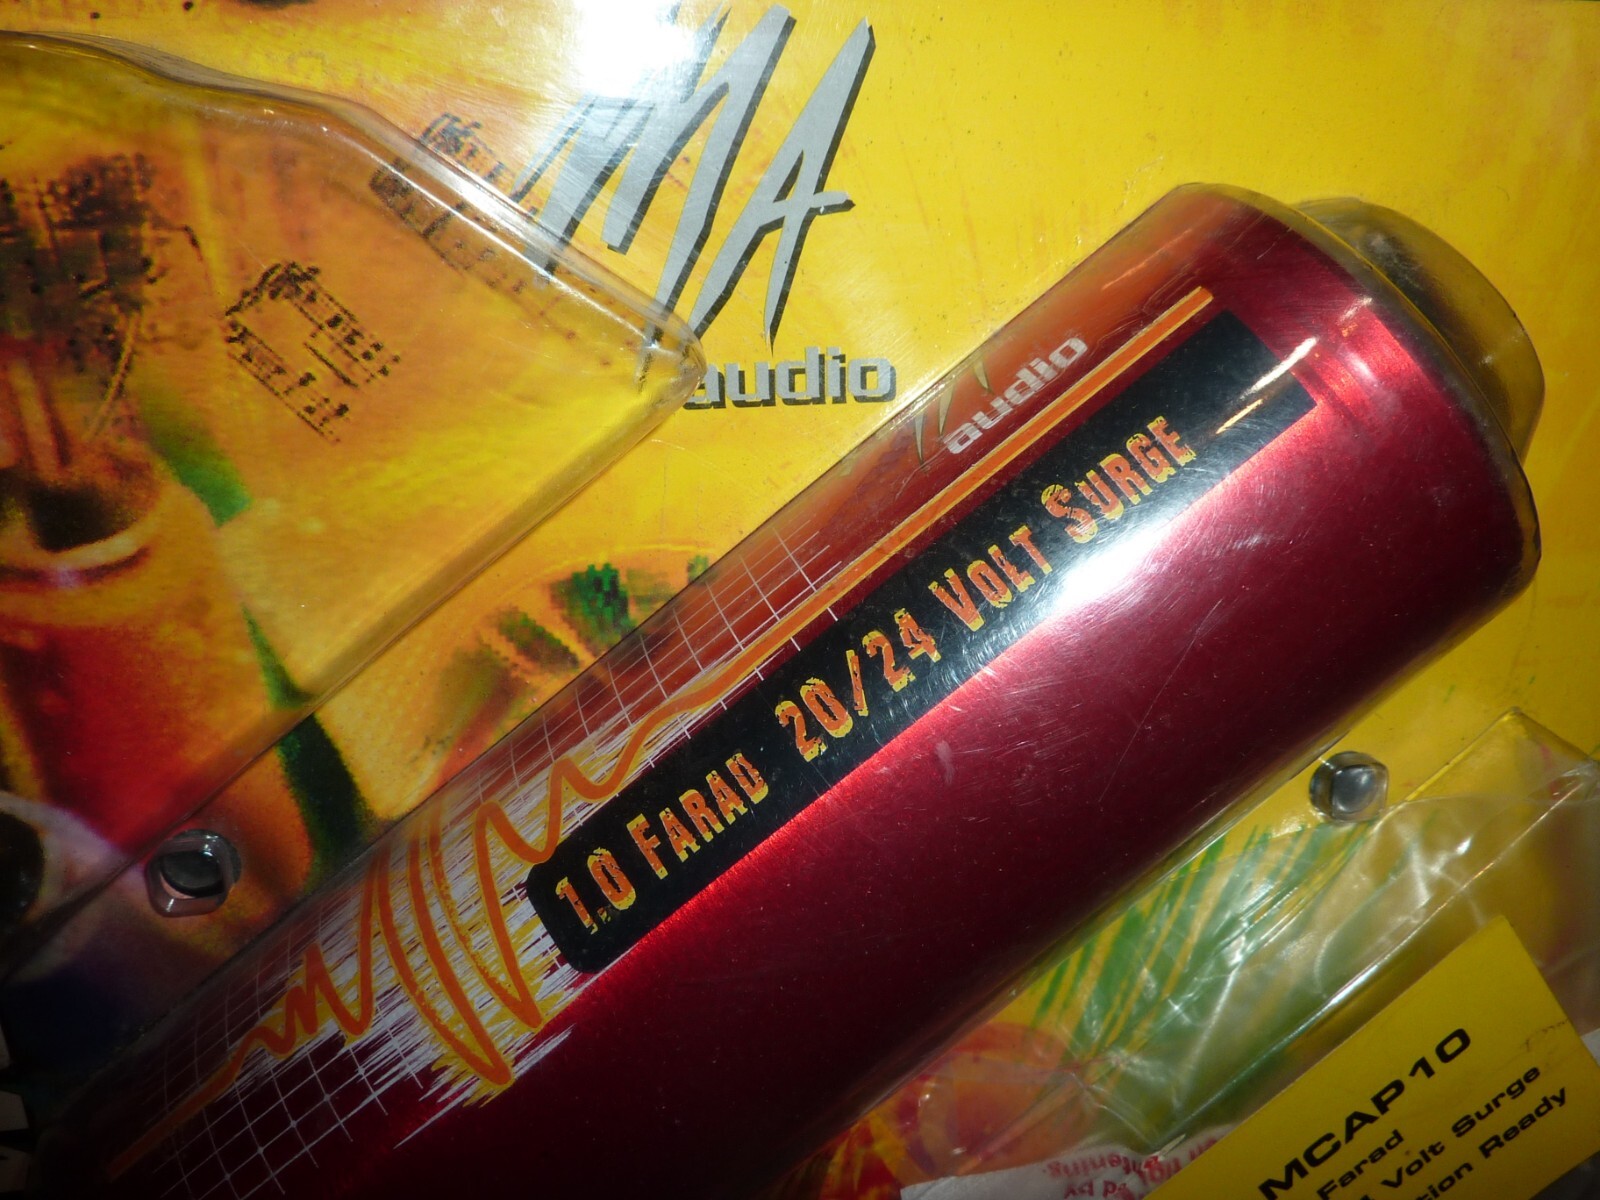 MA
audio
audio
1.0 FARAD 20/24 VOLT SURGE
MCAP10
Farad
Volt Surge
Ready